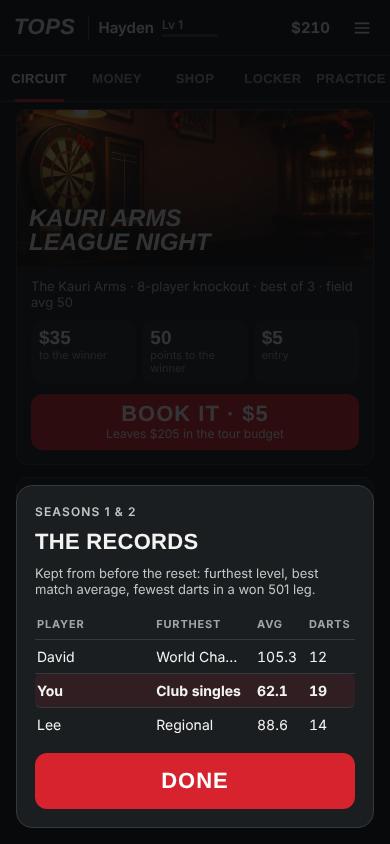 TOPS Hayden Lv 1 $210
CIRCUIT MONEY SHOP LOCKER PRACTICE
KAURI ARMS
LEAGUE NIGHT
The Kauri Arms · 8-player knockout · best of 3 · field
avg 50
$35 50 $5
to the winner points to the entry
winner
BOOK IT · $5
Leaves $205 in the tour budget
SEASONS 1 & 2
THE RECORDS
Kept from before the reset: furthest level, best
match average, fewest darts in a won 501 leg.
PLAYER FURTHEST AVG DARTS
David World Cha... 105.3 12
You Club singles 62.1 19
Lee Regional 88.6 14
DONE